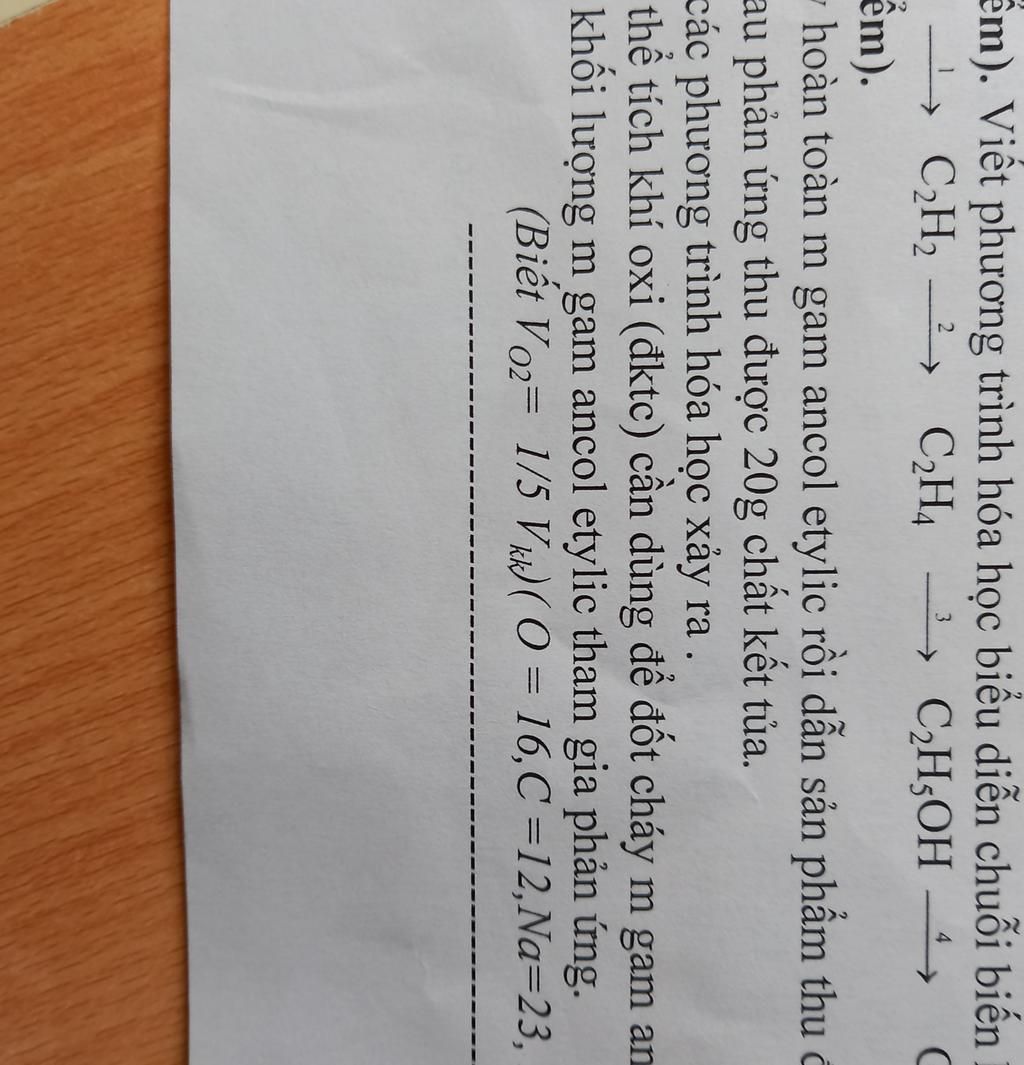 ểm). Viết phương trình hóa học biểu diễn chuỗi biến
⟶1 C2H2 ⟶2 C2H4 ⟶3 C2H5OH ⟶4
ểm).
hoàn toàn m gam ancol etylic rồi dẫn sản phẩm thu
au phản ứng thu được 20g chất kết tủa.
các phương trình hóa học xảy ra .
thể tích khí oxi (đktc) cần dùng để đốt cháy m gam an
khối lượng m gam ancol etylic tham gia phản ứng.
(Biết VO2= 1/5 Vkk)( O = 16,C =12,Na=23,